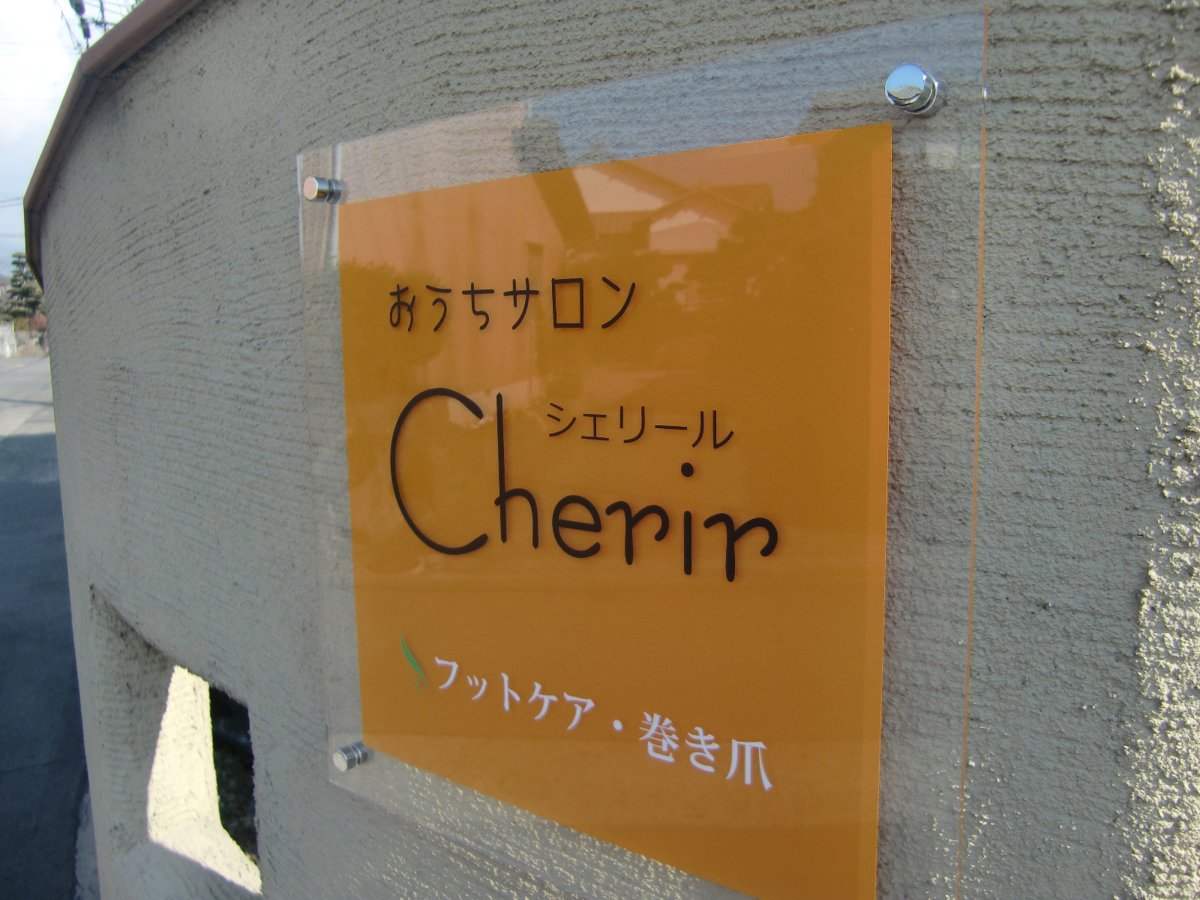 おうちサロン
シェリール
Cherir
フットケア・巻き爪